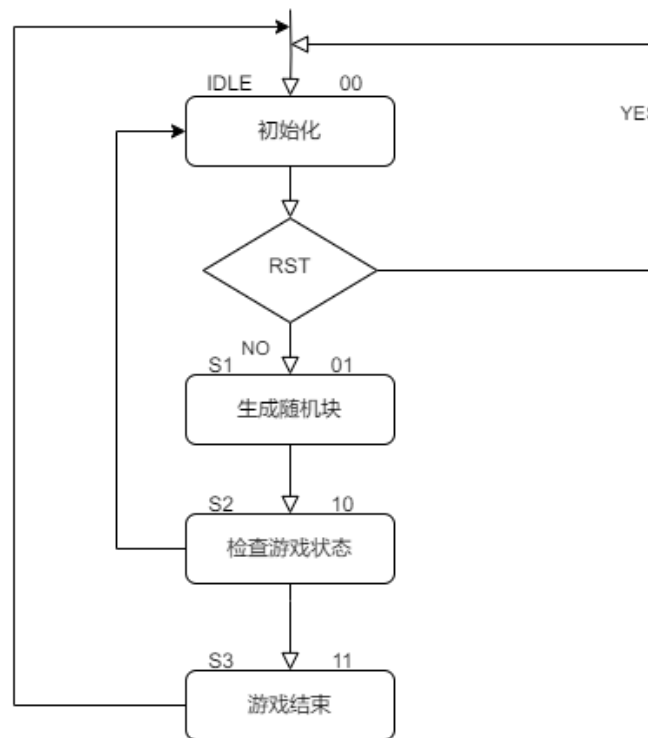 IDLE 00
YES
初始化
RST
NO
S1 01
生成随机块
S2 10
检查游戏状态
S3 11
游戏结束